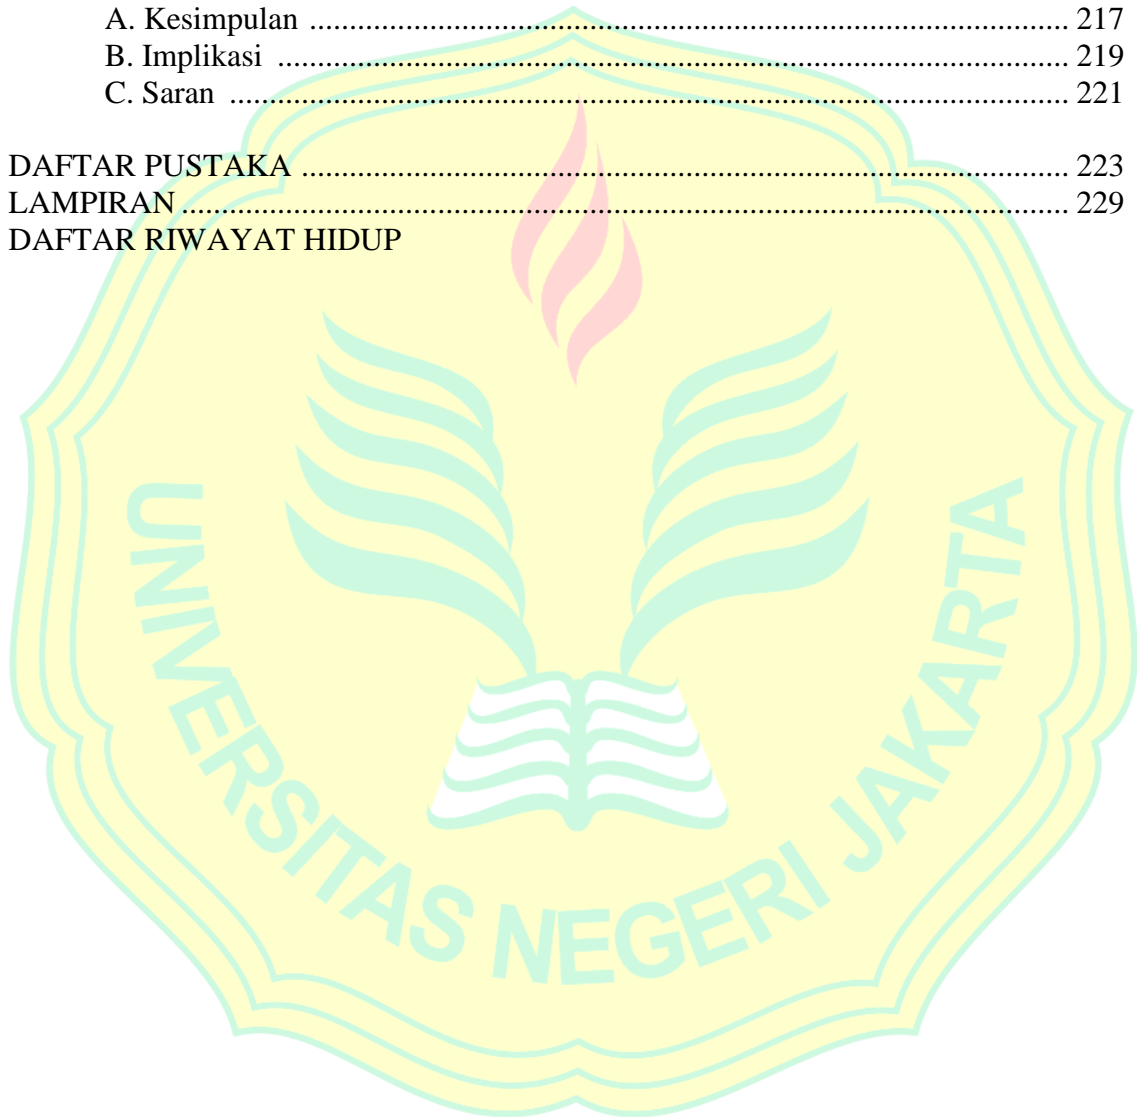 A. Kesimpulan ............................................................................................... 217
B. Implikasi ................................................................................................... 219
C. Saran ......................................................................................................... 221
DAFTAR PUSTAKA ................................................................................................ 223
LAMPIRAN ............................................................................................................... 229
DAFTAR RIWAYAT HIDUP
UNIVERSITAS NEGERI JAKARTA